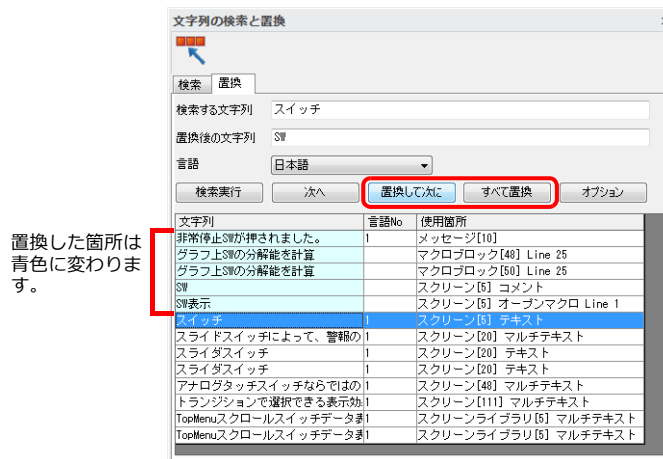 文字列の検索と置換
検索 置換
検索する文字列 スイッチ
置換後の文字列 SW
言語 日本語
検索実行 次へ 置換して次に すべて置換 オプション
文字列 言語No 使用箇所
非常停止SWが押されました。 1 メッセージ[10]
グラフ上SWの分解能を計算 マクロブロック[48] Line 25
グラフ上SWの分解能を計算 マクロブロック[50] Line 25
SW スクリーン[5] コメント
SW表示 スクリーン[5] オープンマクロ Line 1
スイッチ 1 スクリーン[5] テキスト
スライドスイッチによって、警報の 1 スクリーン[20] マルチテキスト
スライダスイッチ 1 スクリーン[20] テキスト
スライダスイッチ 1 スクリーン[20] テキスト
アナログタッチスイッチならではの 1 スクリーン[48] マルチテキスト
トランジションで選択できる表示効 1 スクリーン[111] マルチテキスト
TopMenuスクロールスイッチデータ表 1 スクリーンライブラリ[5] マルチテキスト
TopMenuスクロールスイッチデータ表 1 スクリーンライブラリ[5] マルチテキスト
置換した箇所は
青色に変わりま
す。